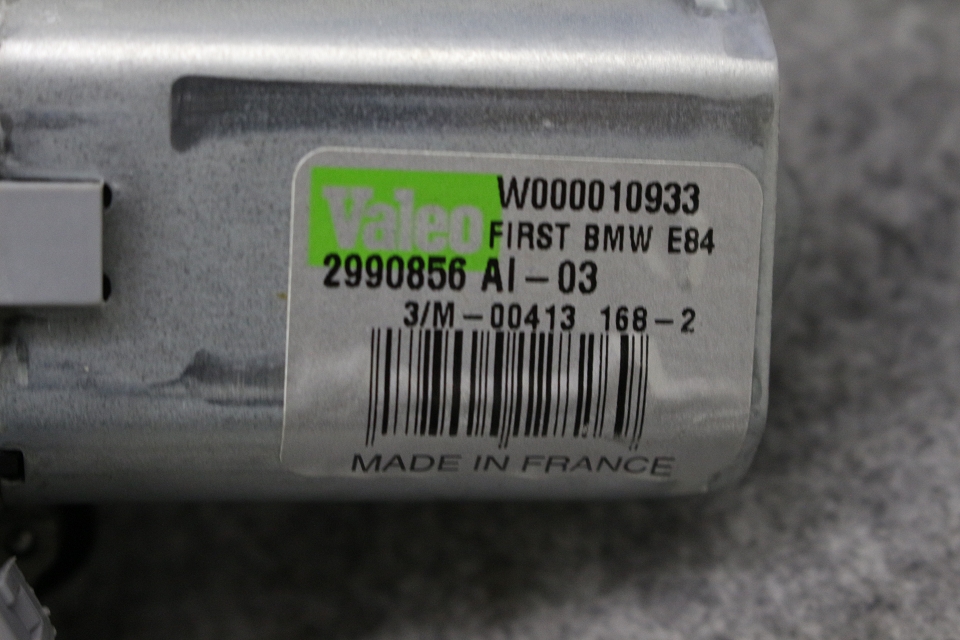 Valeo W000010933
FIRST BMW E84
2990856 AI-03
3/M-00413 168-2
MADE IN FRANCE